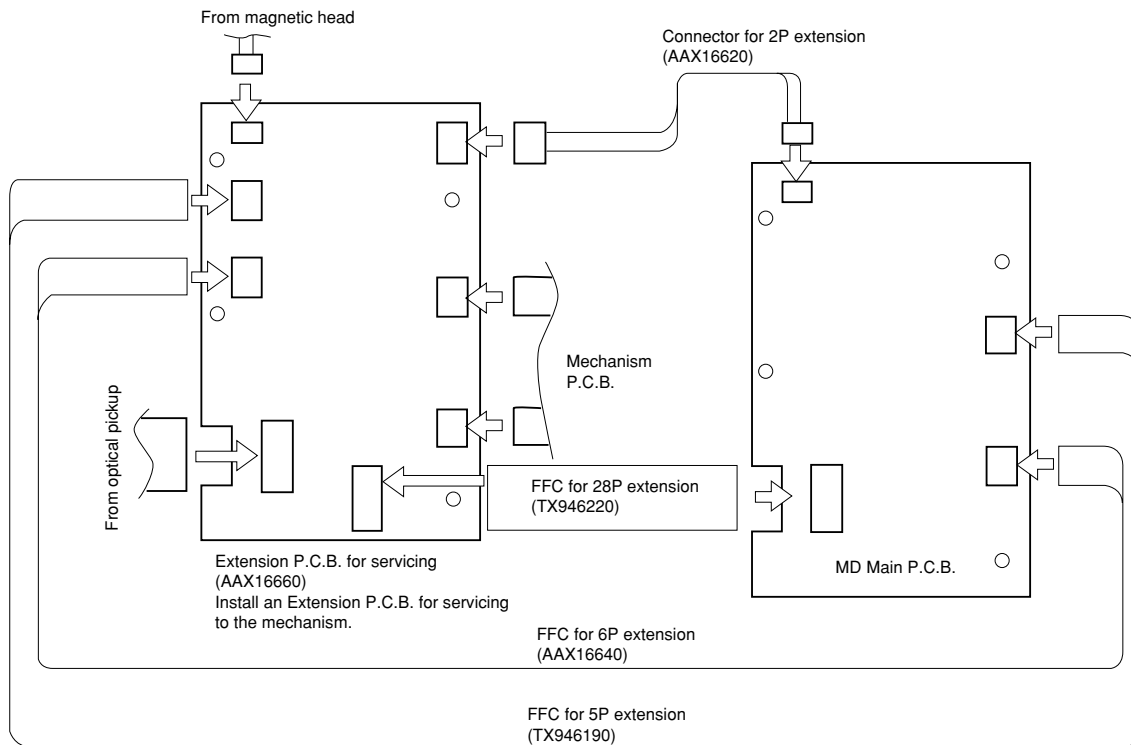 From magnetic head
Connector for 2P extension
(AAX16620)
Mechanism
P.C.B.
From optical pickup
FFC for 28P extension
(TX946220)
Extension P.C.B. for servicing
(AAX16660)
Install an Extension P.C.B. for servicing
to the mechanism.
MD Main P.C.B.
FFC for 6P extension
(AAX16640)
FFC for 5P extension
(TX946190)